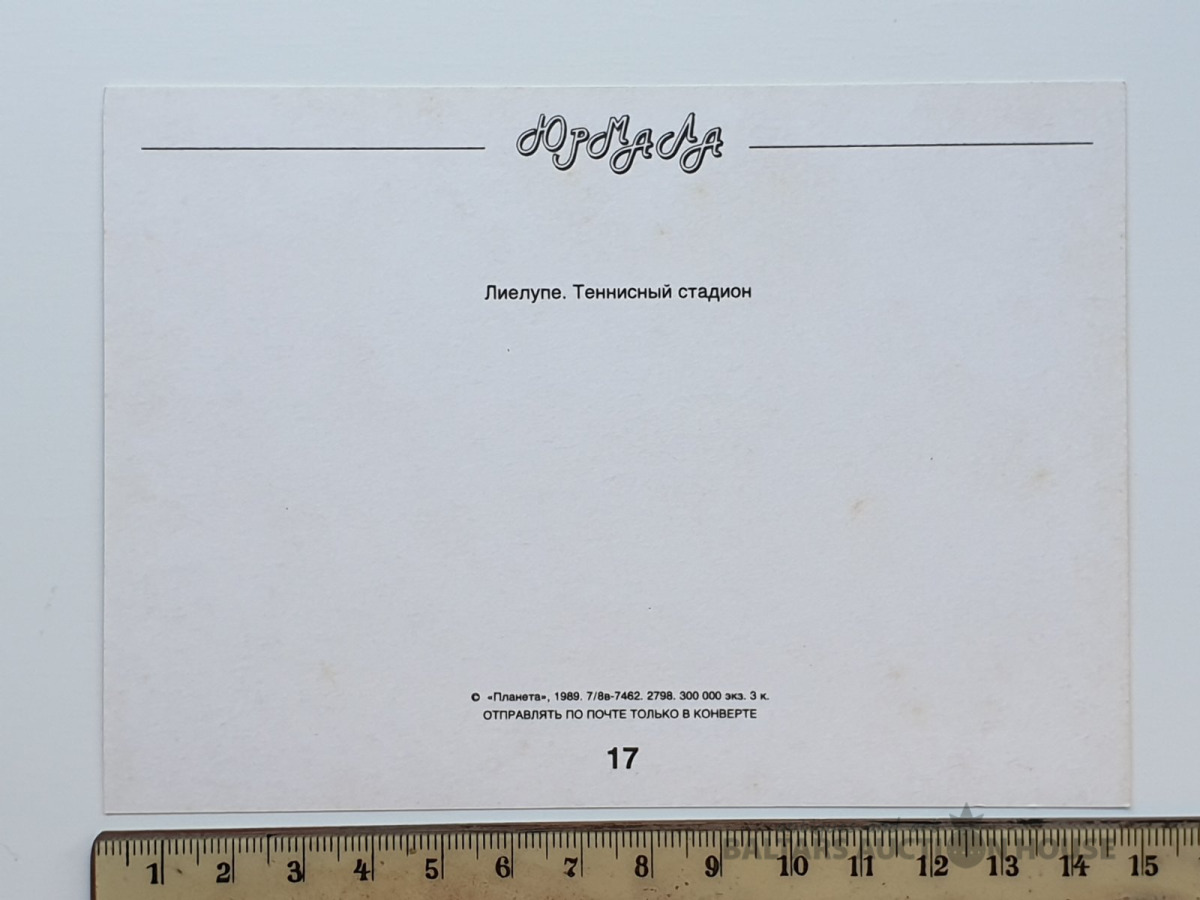 ЮРМАЛА
Лиелупе. Теннисный стадион
© «Планета», 1989. 7/8в-7462. 2798. 300 000 экз. 3 к.
ОТПРАВЛЯТЬ ПО ПОЧТЕ ТОЛЬКО В КОНВЕРТЕ
17
BALTARS AUCTION HOUSE
1 2 3 4 5 6 7 8 9 10 11 12 13 14 15